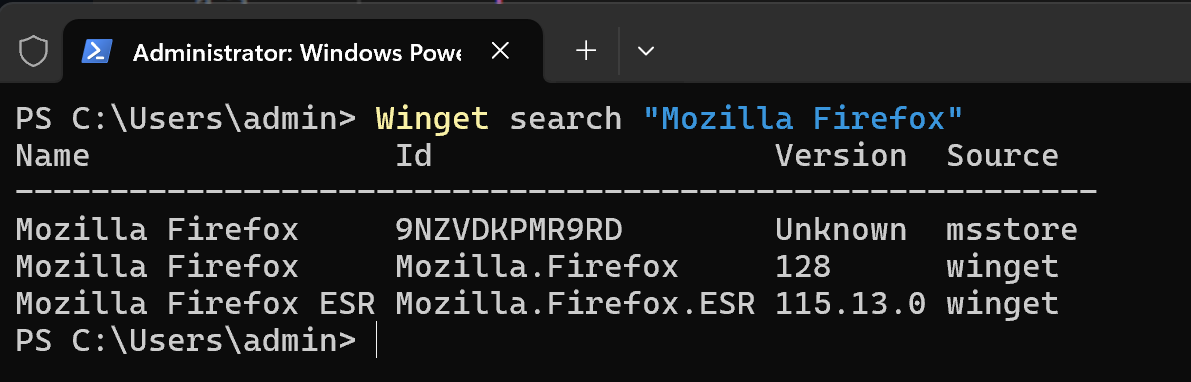 Administrator: Windows Powe
PS C:\Users\admin> Winget search "Mozilla Firefox"
Name Id Version Source
---------------------------------------------------------
Mozilla Firefox 9NZVDKPMR9RD Unknown msstore
Mozilla Firefox Mozilla.Firefox 128 winget
Mozilla Firefox ESR Mozilla.Firefox.ESR 115.13.0 winget
PS C:\Users\admin>